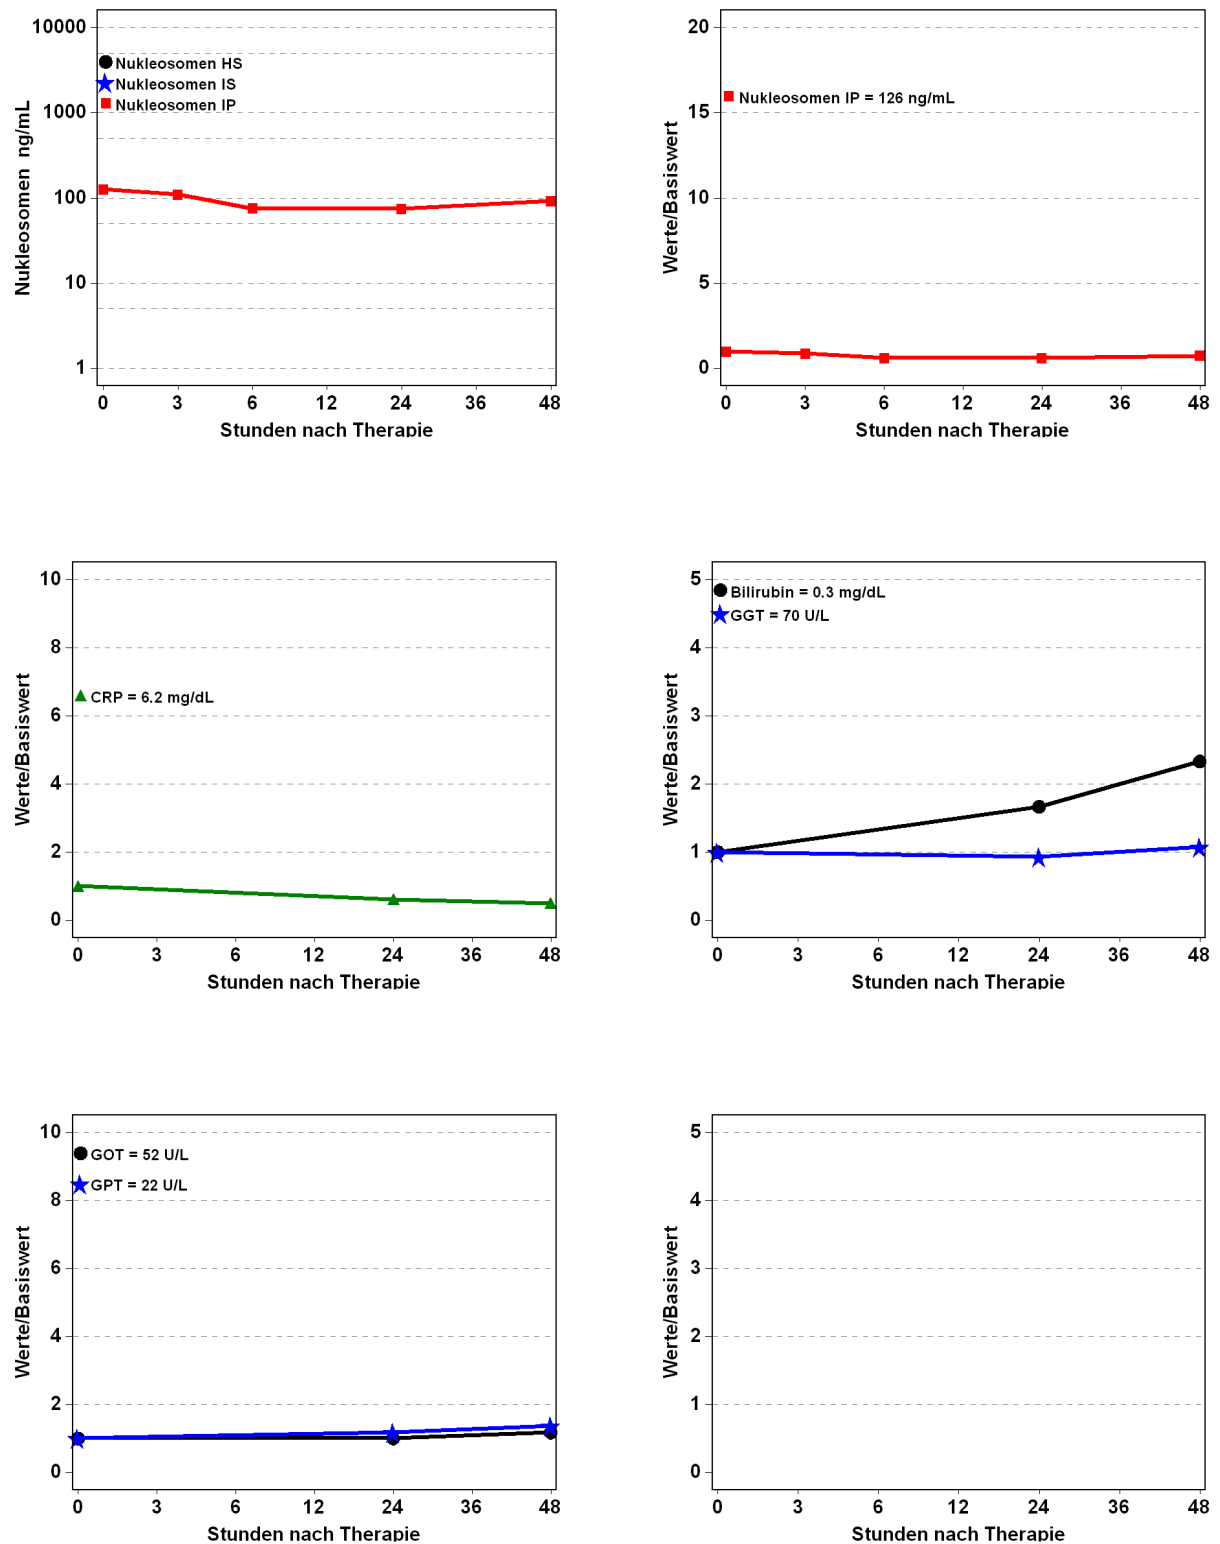 10000
1000
100
10
1
Nukleosomen ng/mL
Nukleosomen HS
Nukleosomen IS
Nukleosomen IP
0 3 6 12 24 36 48
Stunden nach Therapie
20
15
10
5
0
Werte/Basiswert
Nukleosomen IP = 126 ng/mL
0 3 6 12 24 36 48
Stunden nach Therapie
10
8
6
4
2
0
Werte/Basiswert
CRP = 6.2 mg/dL
0 3 6 12 24 36 48
Stunden nach Therapie
5
4
3
2
1
0
Werte/Basiswert
Bilirubin = 0.3 mg/dL
GGT = 70 U/L
0 3 6 12 24 36 48
Stunden nach Therapie
10
8
6
4
2
0
Werte/Basiswert
GOT = 52 U/L
GPT = 22 U/L
0 3 6 12 24 36 48
Stunden nach Therapie
5
4
3
2
1
0
Werte/Basiswert
0 3 6 12 24 36 48
Stunden nach Therapie